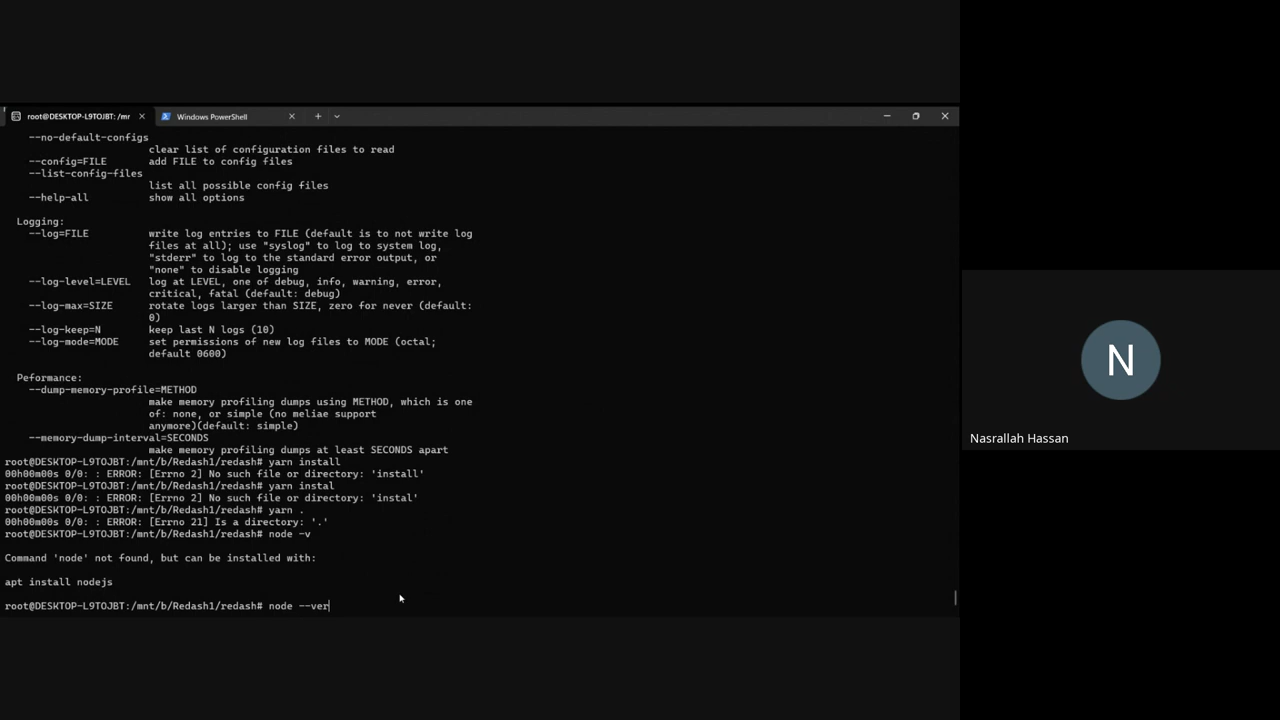 root@DESKTOP-L9TOJBT: /mr
Windows PowerShell
--no-default-configs
clear list of configuration files to read
--config=FILE add FILE to config files
--list-config-files
list all possible config files
--help-all show all options
Logging:
--log=FILE write log entries to FILE (default is to not write log
files at all); use "syslog" to log to system log,
"stderr" to log to the standard error output, or
"none" to disable logging
--log-level=LEVEL log at LEVEL, one of debug, info, warning, error,
critical, fatal (default: debug)
--log-max=SIZE rotate logs larger than SIZE, zero for never (default:
0)
--log-keep=N keep last N logs (10)
--log-mode=MODE set permissions of new log files to MODE (octal;
default 0600)
Peformance:
--dump-memory-profile=METHOD
make memory profiling dumps using METHOD, which is one
of: none, or simple (no meliae support
anymore)(default: simple)
--memory-dump-interval=SECONDS
make memory profiling dumps at least SECONDS apart
root@DESKTOP-L9TOJBT:/mnt/b/Redash1/redash# yarn install
00h00m00s 0/0: : ERROR: [Errno 2] No such file or directory: 'install'
root@DESKTOP-L9TOJBT:/mnt/b/Redash1/redash# yarn instal
00h00m00s 0/0: : ERROR: [Errno 2] No such file or directory: 'instal'
root@DESKTOP-L9TOJBT:/mnt/b/Redash1/redash# yarn .
00h00m00s 0/0: : ERROR: [Errno 21] Is a directory: '.'
root@DESKTOP-L9TOJBT:/mnt/b/Redash1/redash# node -v
Command 'node' not found, but can be installed with:
apt install nodejs
root@DESKTOP-L9TOJBT:/mnt/b/Redash1/redash# node --ver
N
Nasrallah Hassan